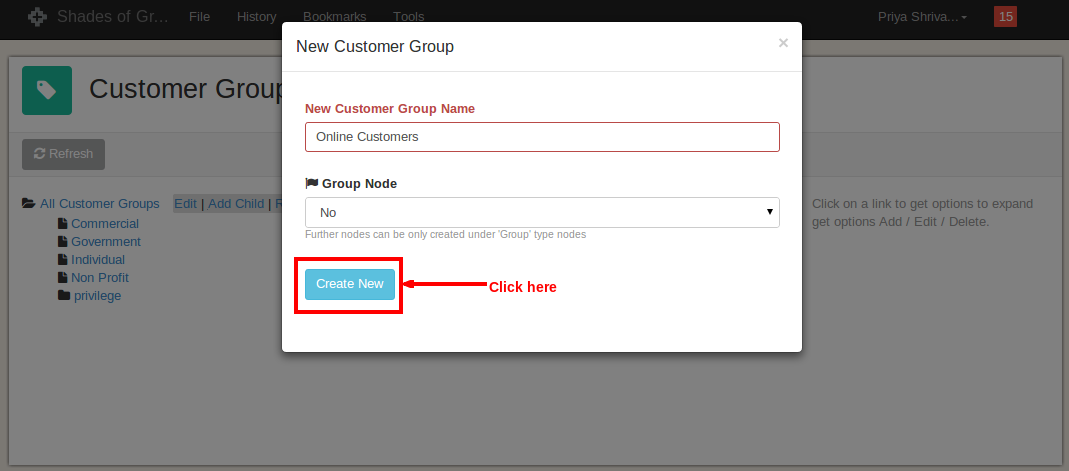 Shades of Gr... File History Bookmarks Tools Priya Shriva... 15
New Customer Group ×
Customer Group
New Customer Group Name
Online Customers
Refresh
Group Node
All Customer Groups Edit | Add Child | R
No
Click on a link to get options to expand
get options Add / Edit / Delete.
Commercial
Further nodes can be only created under 'Group' type nodes
Government
Individual
Non Profit
privilege
Create New
Click here